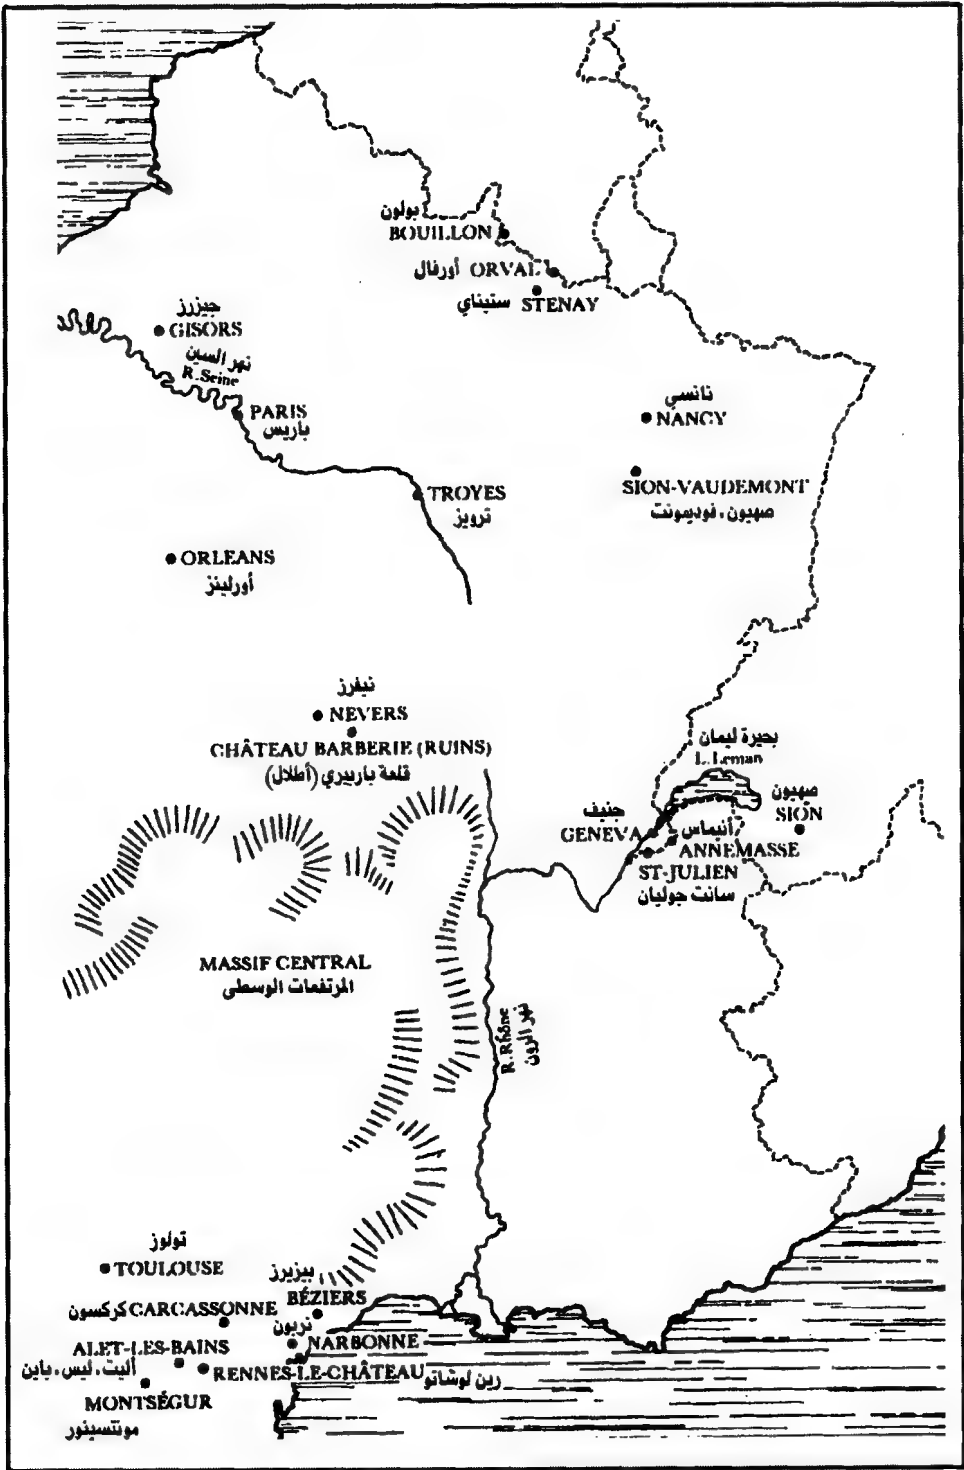 بولون
BOUILLON
أورفال ORVAL
ستيناي STENAY
جيزرز
GISORS
نهر السين
R.Seine
PARIS
باريس
نانسي
NANCY
TROYES
ترويز
SION-VAUDEMONT
صهيون، فوديمونت
ORLEANS
أورلينز
نيفرز
NEVERS
CHÂTEAU BARBERIE (RUINS)
قلعة باربيري (أطلال)
بحيرة ليمان
L.Leman
صهيون
SION
جنيف
GENEVA
أنيماس
ANNEMASSE
ST-JULIEN
سانت جوليان
MASSIF CENTRAL
المرتفعات الوسطى
R.Rhône
نهر الرون
تولوز
TOULOUSE
بيزيرز
BÉZIERS
كركسون CARCASSONNE
نربون
NARBONNE
ALET-LES-BAINS
أليت، ليس، باين
RENNES-LE-CHÂTEAU رين لوشاتو
MONTSÉGUR
مونتسينور